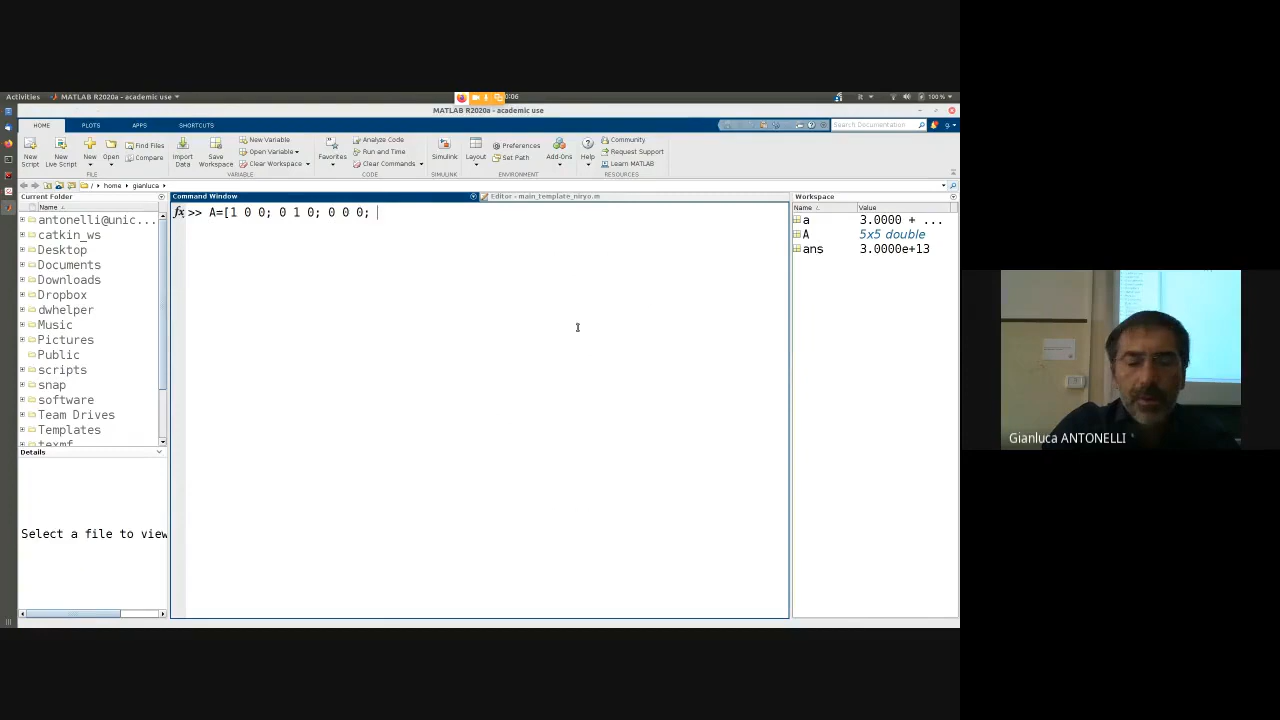 Activities MATLAB R2020a - academic use 0:06 100 %
MATLAB R2020a - academic use
HOME PLOTS APPS SHORTCUTS Search Documentation
New Script
New Live Script
New
Open
Find Files
Compare
FILE
Import Data
Save Workspace
New Variable
Open Variable
Clear Workspace
VARIABLE
Favorites
Analyze Code
Run and Time
Clear Commands
CODE
Simulink
SIMULINK
Layout
Preferences
Set Path
Add-Ons
ENVIRONMENT
Help
Community
Request Support
Learn MATLAB
RESOURCES
/ home gianluca
Current Folder
Name
antonelli@unic...
catkin_ws
Desktop
Documents
Downloads
Dropbox
dwhelper
Music
Pictures
Public
scripts
snap
software
Team Drives
Templates
texmf
Details
Select a file to view
Command Window
Editor - main_template_niryo.m
fx >> A=[1 0 0; 0 1 0; 0 0 0;
Workspace
Name Value
a 3.0000 + ...
A 5x5 double
ans 3.0000e+13
Gianluca ANTONELLI